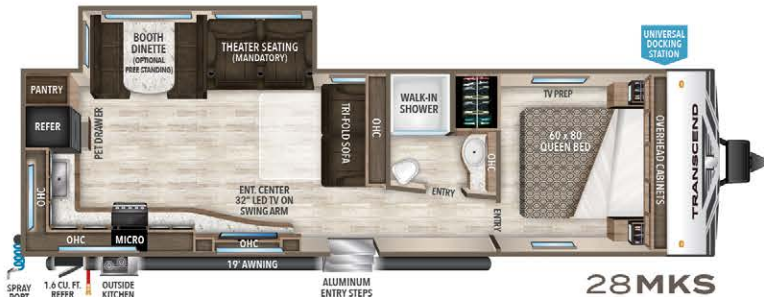 BOOTH
DINETTE
(OPTIONAL
FREE STANDING)
THEATER SEATING
(MANDATORY)
UNIVERSAL
DOCKING
STATION
PANTRY
REFER
PET DRAWER
TRI-FOLD SOFA
OHC
WALK-IN
SHOWER
OHC
ENTRY
TV PREP
60 x 80
QUEEN BED
OVERHEAD CABINETS
TRANSCEND
ENTRY
ENT. CENTER
32" LED TV ON
SWING ARM
OHC
OHC
MICRO
OHC
19' AWNING
SPRAY
PORT
1.6 CU. FT.
REFER
OUTSIDE
KITCHEN
ALUMINUM
ENTRY STEPS
28MKS